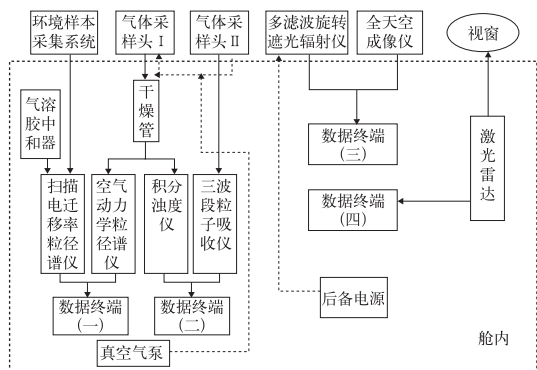 环境样本
采集系统
气体采
样头Ⅰ
气体采
样头Ⅱ
多滤波旋转
遮光辐射仪
全天空
成像仪
视窗
气溶
胶中
和器
干
燥
管
数据终端
(三)
激
光
雷
达
扫描
电迁
移率
粒径
谱仪
空气
动力
学粒
径谱
仪
积分
浊度
仪
三波
段粒
子吸
收仪
数据终端
(四)
数据终端
(一)
数据终端
(二)
后备电源
真空气泵
舱内